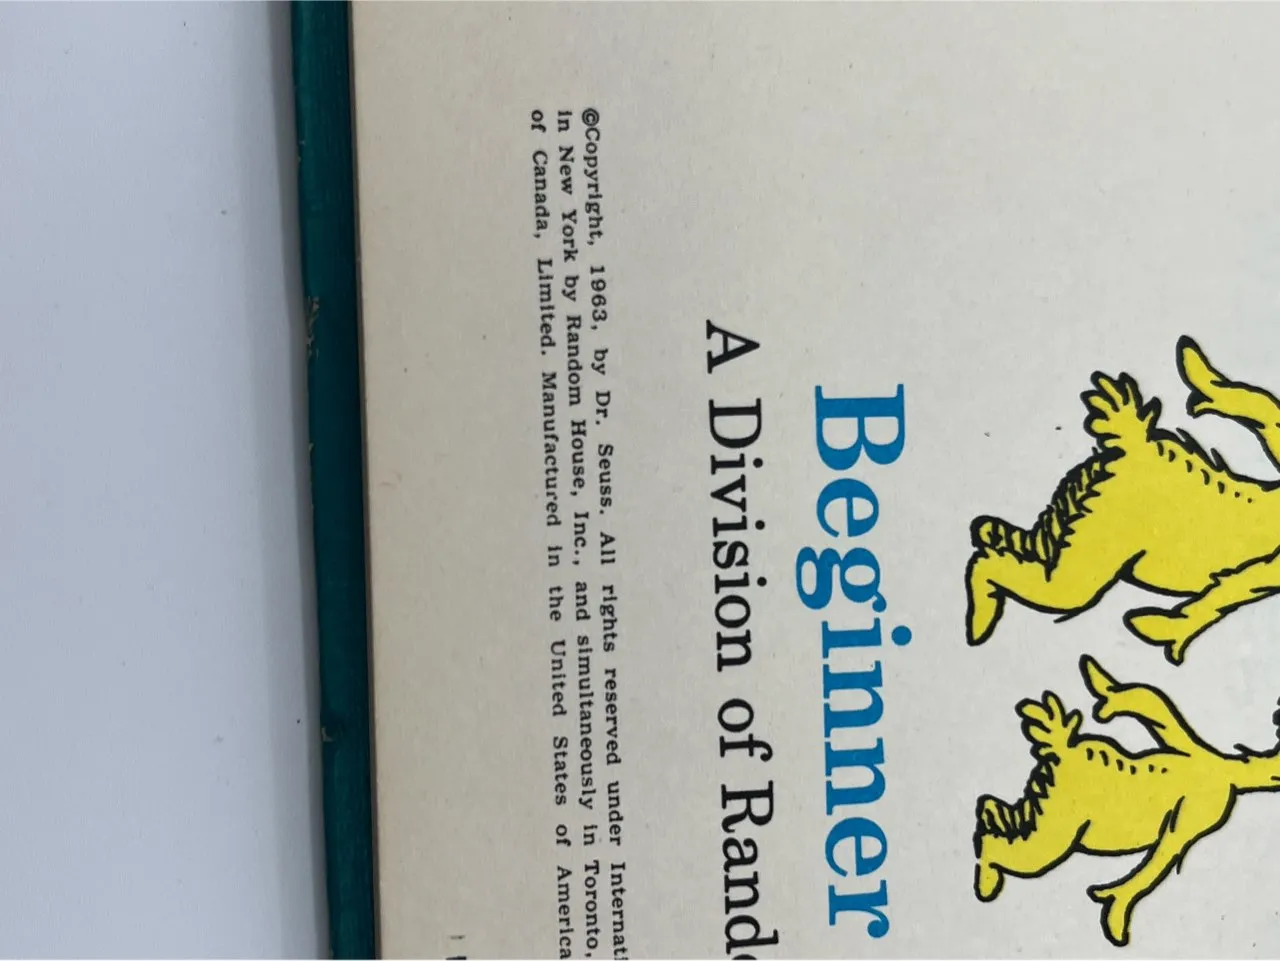 Beginner
A Division of Rand
©Copyright, 1963, by Dr. Seuss. All rights reserved under Internati
in New York by Random House, Inc., and simultaneously in Toronto,
of Canada, Limited. Manufactured in the United States of America